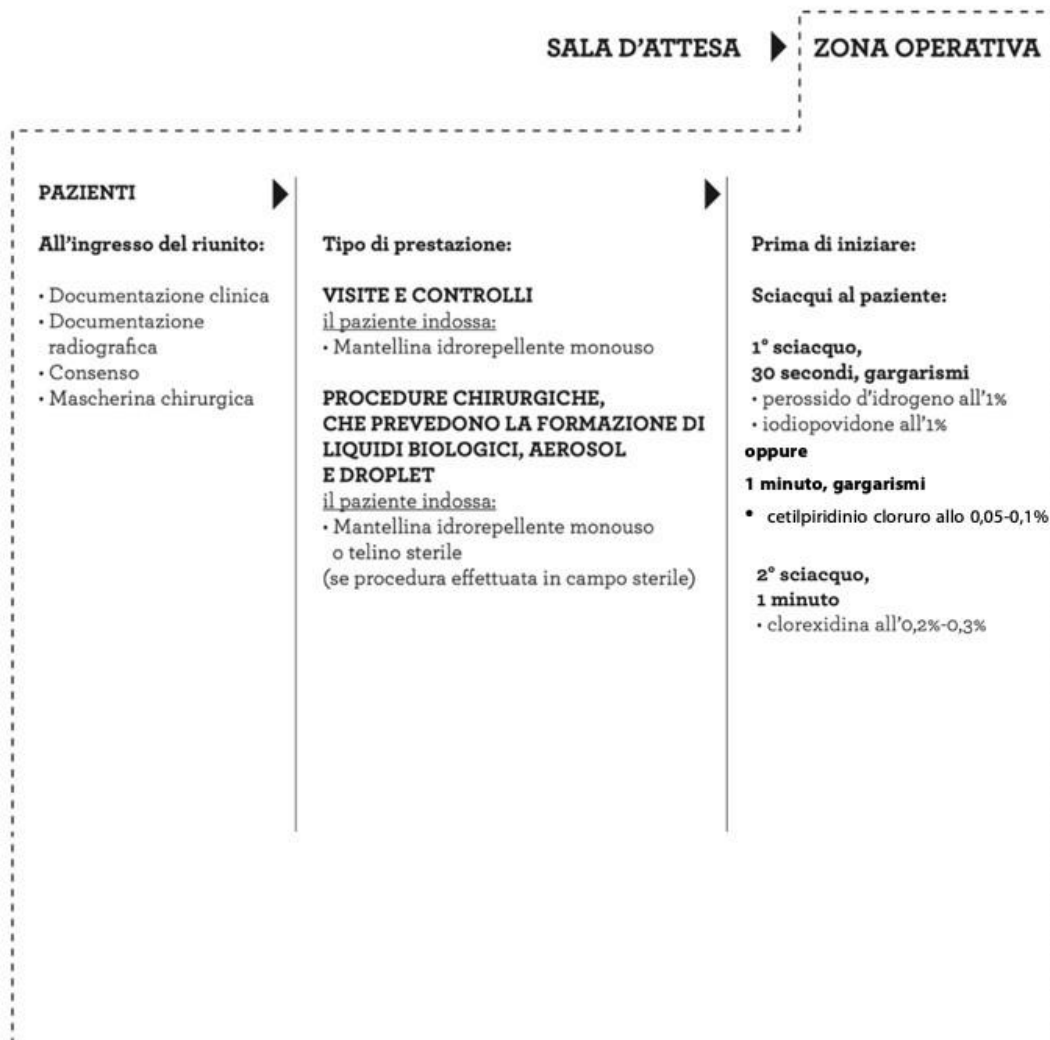 SALA D'ATTESA
ZONA OPERATIVA
PAZIENTI
All'ingresso del riunito:
• Documentazione clinica
• Documentazione
radiografica
• Consenso
• Mascherina chirurgica
Tipo di prestazione:
VISITE E CONTROLLI
il paziente indossa:
• Mantellina idrorepellente monouso
PROCEDURE CHIRURGICHE,
CHE PREVEDONO LA FORMAZIONE DI
LIQUIDI BIOLOGICI, AEROSOL
E DROPLET
il paziente indossa:
• Mantellina idrorepellente monouso
o telino sterile
(se procedura effettuata in campo sterile)
Prima di iniziare:
Sciacqui al paziente:
1° sciacquo,
30 secondi, gargarismi
• perossido d'idrogeno all'1%
• iodiopovidone all'1%
oppure
1 minuto, gargarismi
• cetilpiridinio cloruro allo 0,05-0,1%
2° sciacquo,
1 minuto
• clorexidina all'0,2%-0,3%